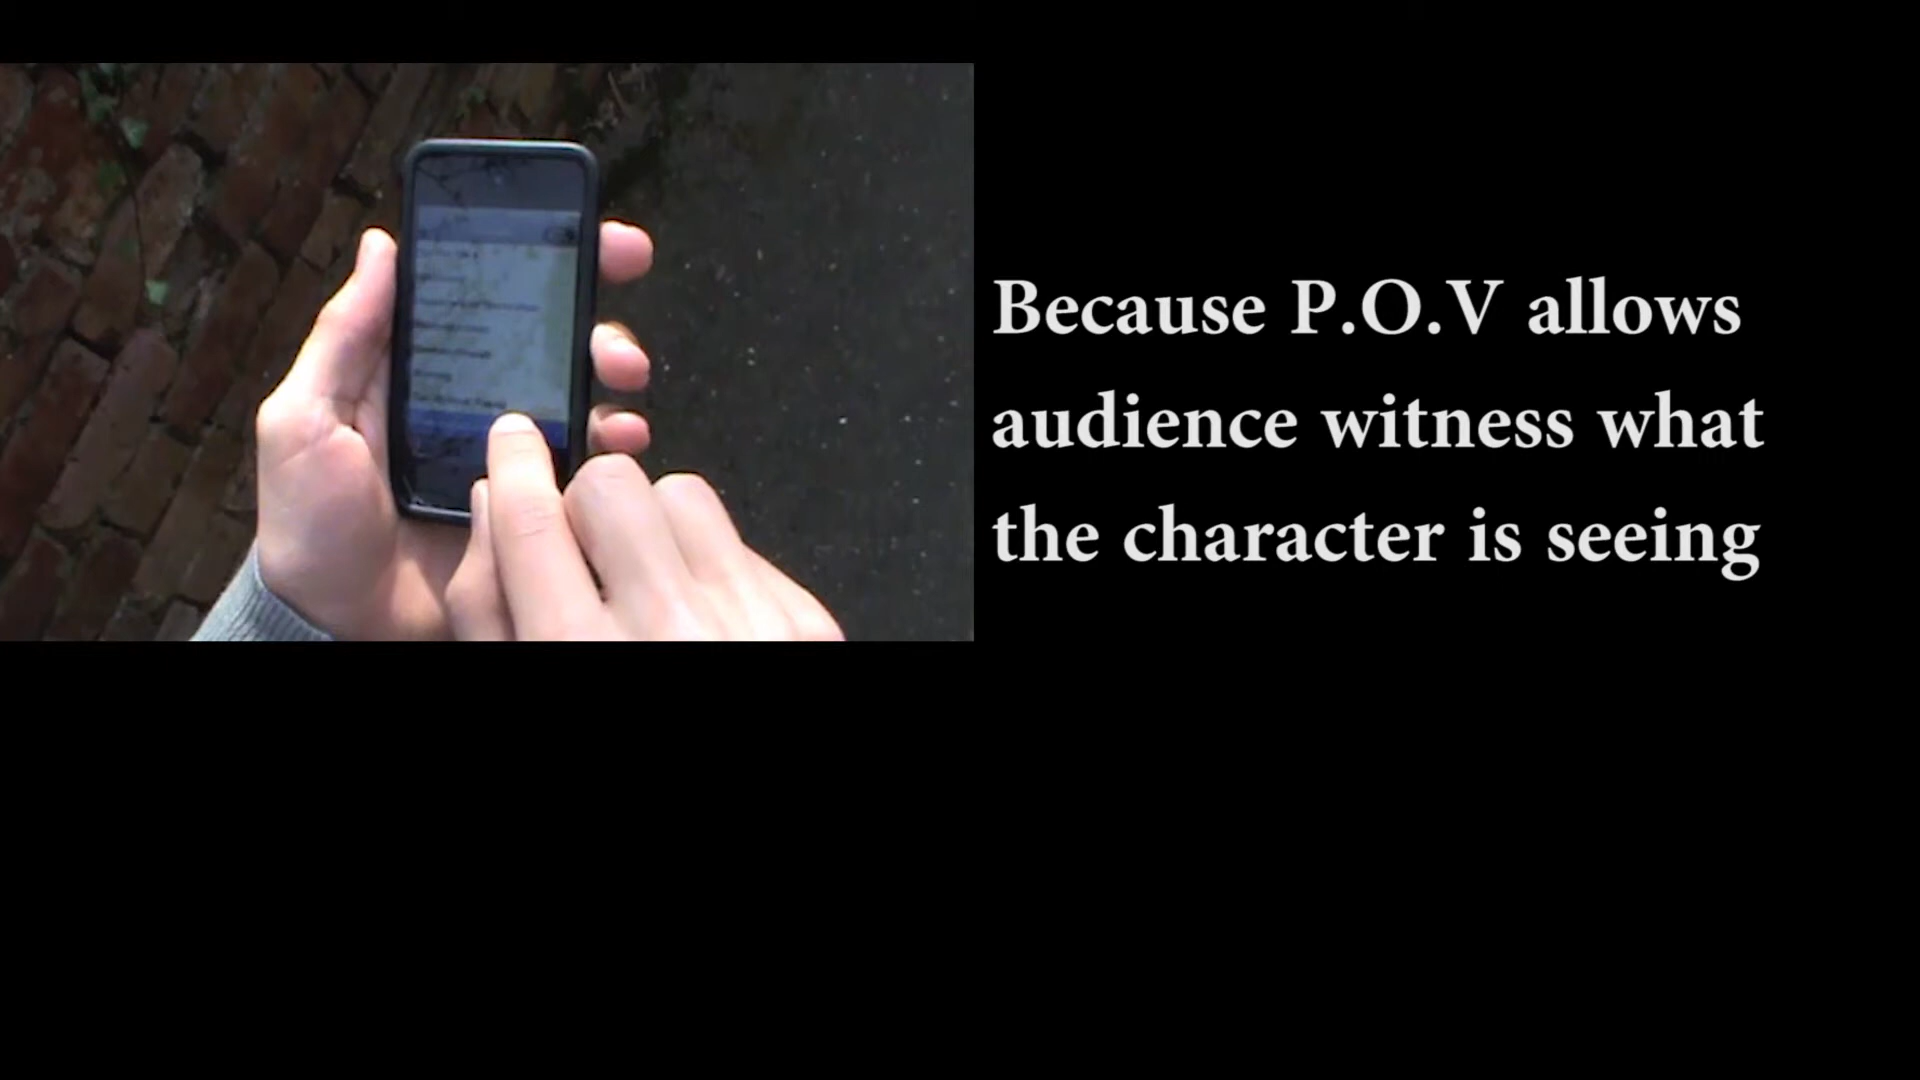 Because P.O.V allows
audience witness what
the character is seeing